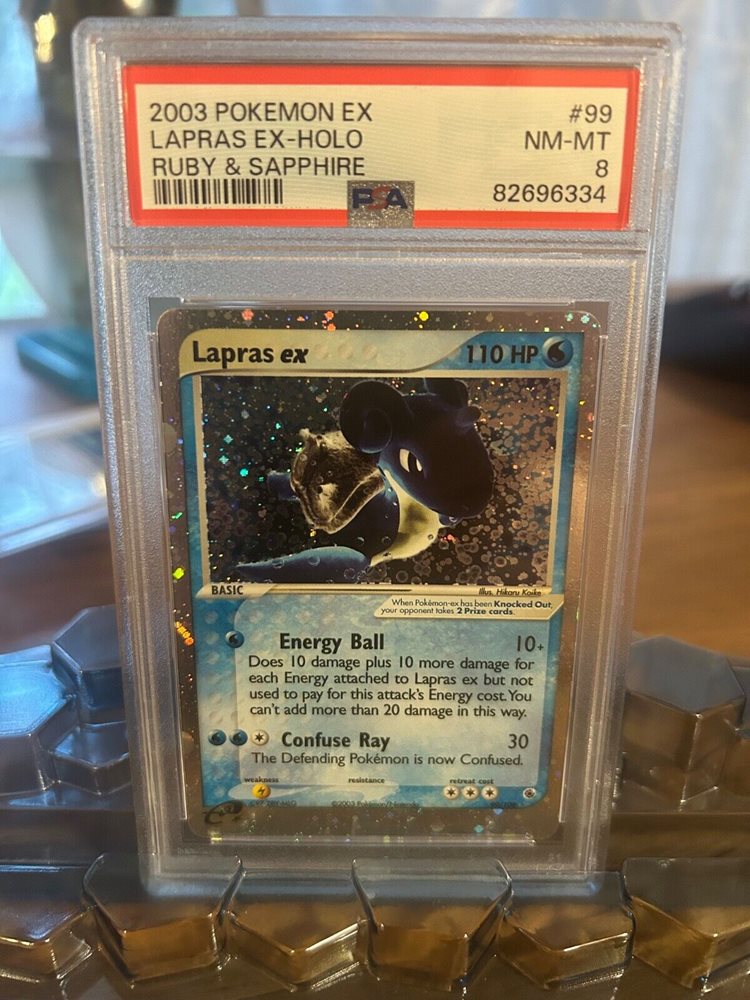 2003 POKEMON EX #99
LAPRAS EX-HOLO NM-MT
RUBY & SAPPHIRE 8
PSA 82696334
Lapras ex 110 HP
BASIC
Illus. Hikaru Koike
When Pokémon-ex has been Knocked Out,
your opponent takes 2 Prize cards.
Energy Ball 10+
Does 10 damage plus 10 more damage for
each Energy attached to Lapras ex but not
used to pay for this attack's Energy cost. You
can't add more than 20 damage in this way.
Confuse Ray 30
The Defending Pokémon is now Confused.
weakness resistance retreat cost
©2003 Pokémon/Nintendo